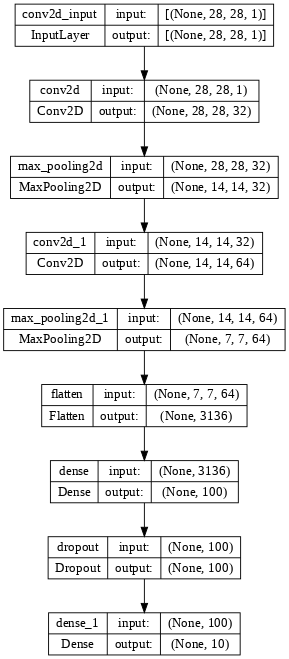 conv2d_input input: [(None, 28, 28, 1)]
InputLayer output: [(None, 28, 28, 1)]
conv2d input: (None, 28, 28, 1)
Conv2D output: (None, 28, 28, 32)
max_pooling2d input: (None, 28, 28, 32)
MaxPooling2D output: (None, 14, 14, 32)
conv2d_1 input: (None, 14, 14, 32)
Conv2D output: (None, 14, 14, 64)
max_pooling2d_1 input: (None, 14, 14, 64)
MaxPooling2D output: (None, 7, 7, 64)
flatten input: (None, 7, 7, 64)
Flatten output: (None, 3136)
dense input: (None, 3136)
Dense output: (None, 100)
dropout input: (None, 100)
Dropout output: (None, 100)
dense_1 input: (None, 100)
Dense output: (None, 10)